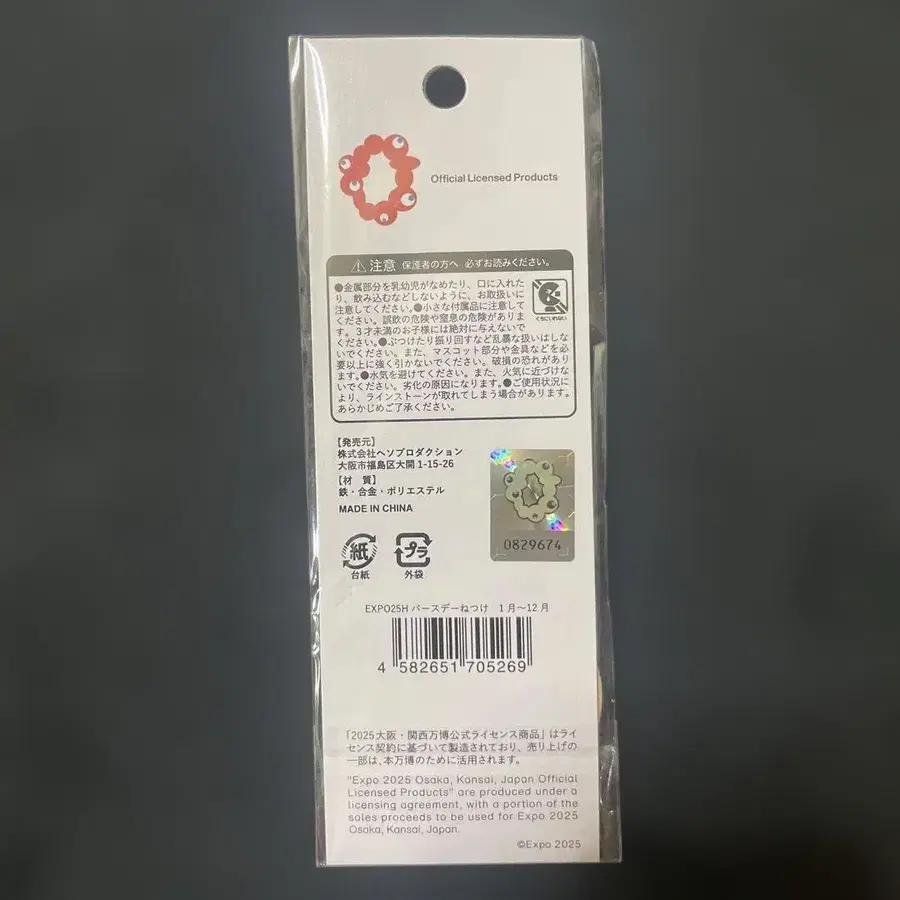 Official Licensed Products
⚠注意 保護者の方へ 必ずお読みください。
●金属部分を乳幼児がなめたり、口に入れた
り、飲み込むなどしないように、お取扱いに
注意してください。●小さな付属品に注意して
ください。誤飲の危険や窒息の危険がありま
す。3才未満のお子様には絶対に与えないで
ください。●ぶつけたり振り回すなど乱暴な扱いはし
ないでください。また、マスコット部分や金具などを必
要以上に強く引かないでください。破損の恐れがあり
ます。●水気を避けてください。また、火気に近づけな
いでください。劣化の原因になります。●ご使用状況に
より、ラインストーンが取れてしまう場合があります。
あらかじめご了承ください。
くちにいれない
【発売元】
株式会社ヘソプロダクション
大阪市福島区大開1-15-26
【材 質】
鉄・合金・ポリエステル
MADE IN CHINA
0829674
紙
台紙
プラ
外袋
EXPO25H バースデーねつけ 1月〜12月
4 582651 705269
「2025大阪・関西万博公式ライセンス商品」はライ
センス契約に基づいて製造されており、売り上げの
一部は、本万博のために活用されます。
"Expo 2025 Osaka, Kansai, Japan Official
Licensed Products" are produced under a
licensing agreement, with a portion of the
soles proceeds to be used for Expo 2025
Osaka, Kansai, Japan.
©Expo 2025